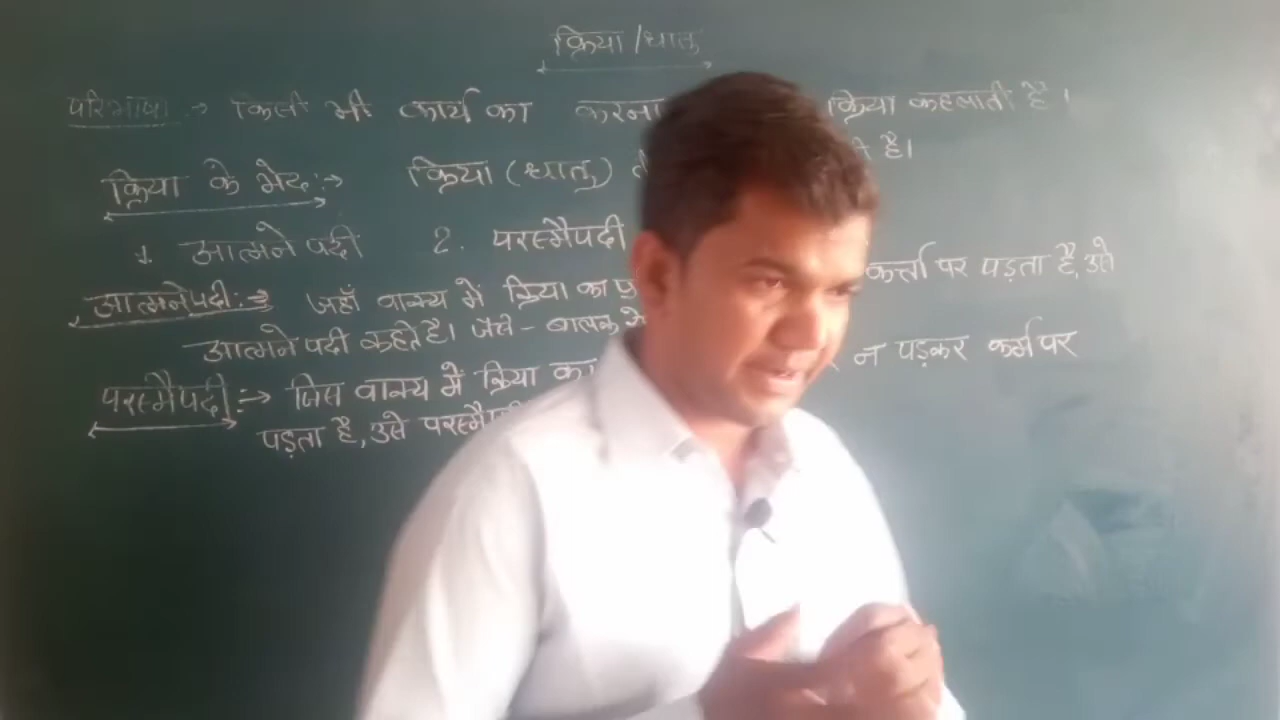 क्रिया/धातु
परिभाषा → किसी भी कार्य का करना क्रिया कहलाती है।
क्रिया के भेद:→ क्रिया (धातु) है।
1. आत्मनेपदी 2. परस्मैपदी
आत्मनेपदी:→ जहाँ वाक्य में क्रिया का कर्त्ता पर पड़ता है, उसे
आत्मनेपदी कहते है। जैसे - बालक
परस्मैपदी:→ जिस वाक्य में क्रिया का न पड़कर कर्म पर
पड़ता है, उसे